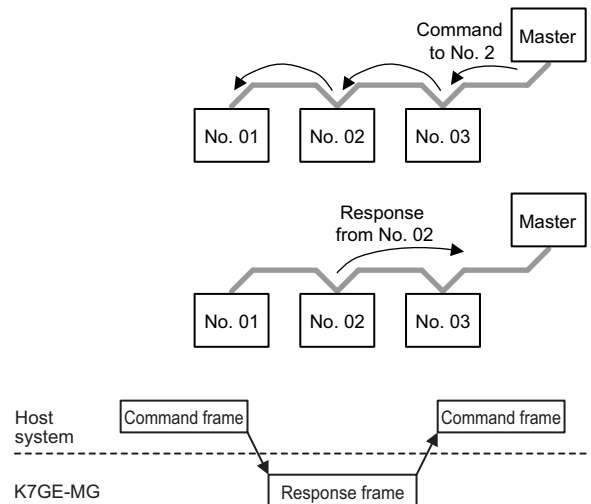 Command
to No. 2
Master
No. 01
No. 02
No. 03
Response
from No. 02
Master
No. 01
No. 02
No. 03
Host
system
Command frame
Command frame
K7GE-MG
Response frame